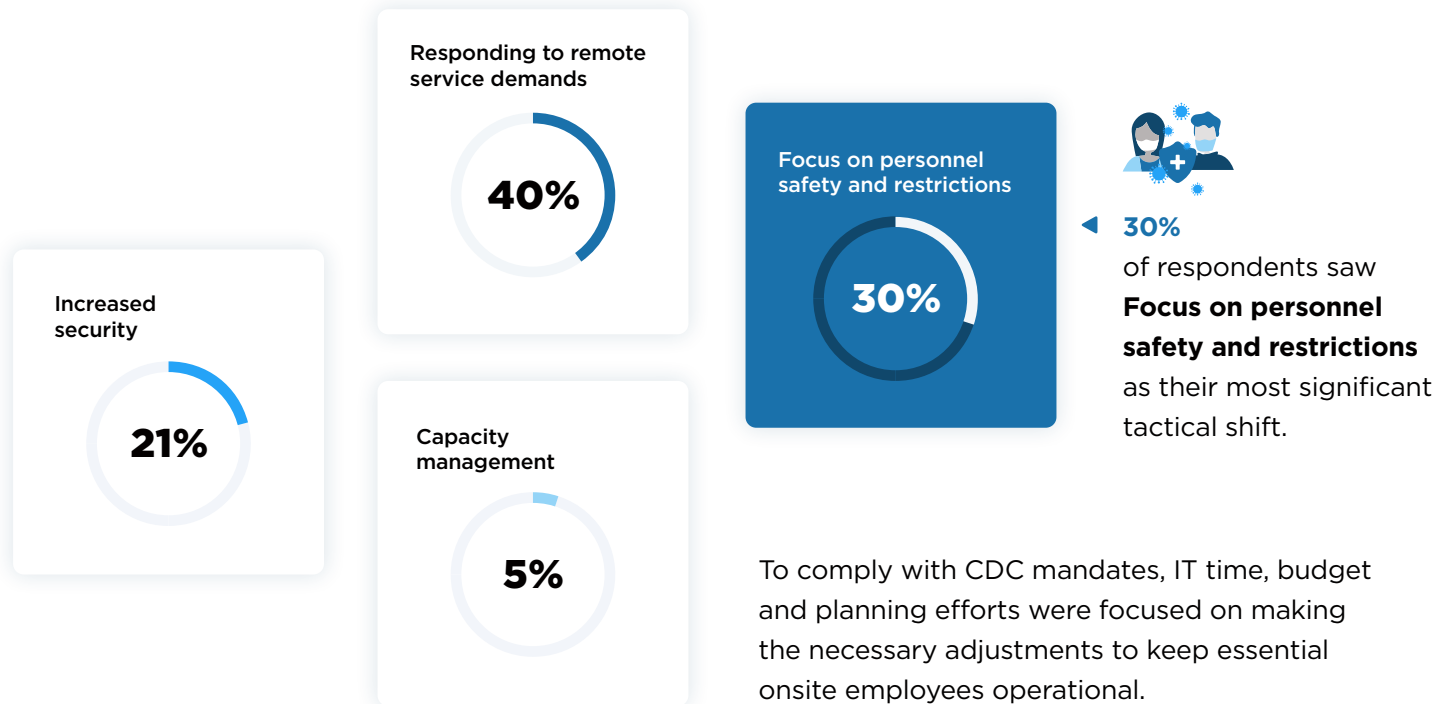 Responding to remote
service demands
40%
Focus on personnel
safety and restrictions
30%
30%
of respondents saw
Focus on personnel
safety and restrictions
as their most significant
tactical shift.
Increased
security
21%
Capacity
management
5%
To comply with CDC mandates, IT time, budget
and planning efforts were focused on making
the necessary adjustments to keep essential
onsite employees operational.